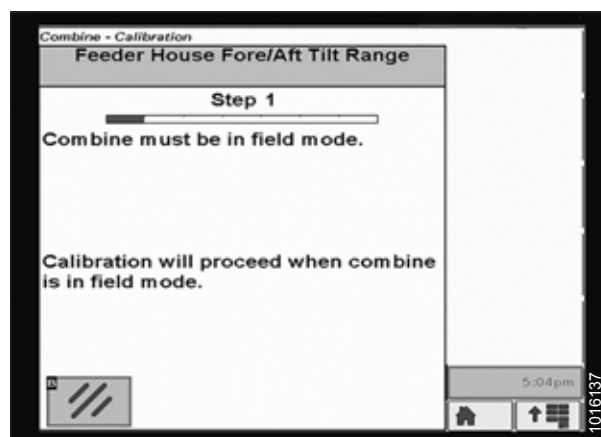 Combine - Calibration
Feeder House Fore/Aft Tilt Range
Step 1
Combine must be in field mode.
Calibration will proceed when combine
is in field mode.
5:04pm
1016137